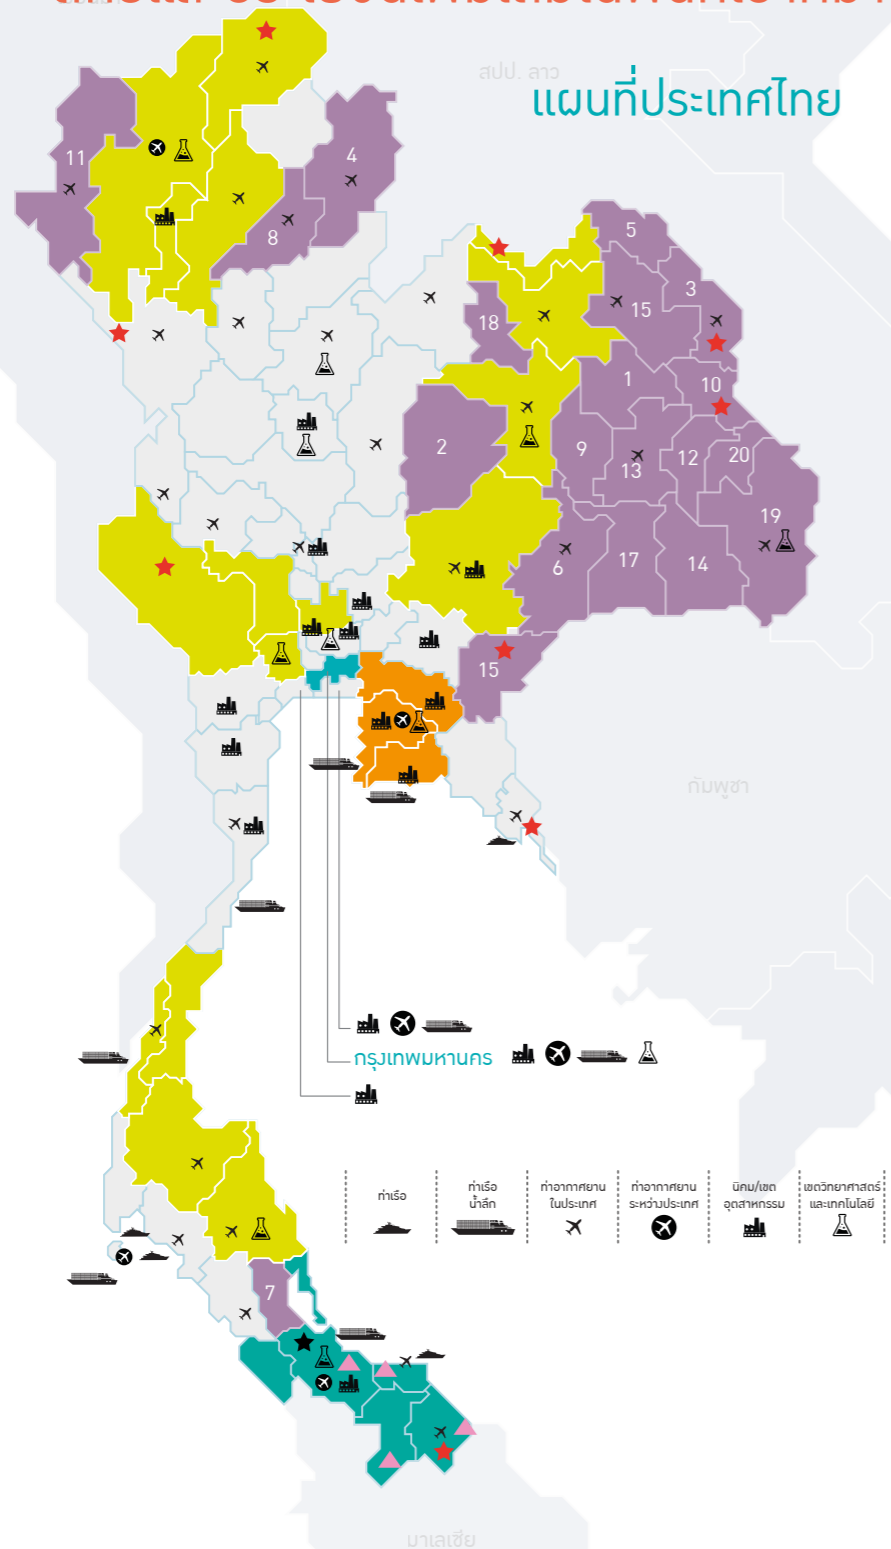 สปป. ลาว
แผนที่ประเทศไทย
11
4
8
5
3
15
18
10
1
2
9
13
12
20
19
6
17
14
15
กัมพูชา
กรุงเทพมหานคร
ท่าเรือ
ท่าเรือ
น้ำลึก
ท่าอากาศยาน
ในประเทศ
ท่าอากาศยาน
ระหว่างประเทศ
นิคม/เขต
อุตสาหกรรม
เขตวิทยาศาสตร์
และเทคโนโลยี
7
มาเลเซีย